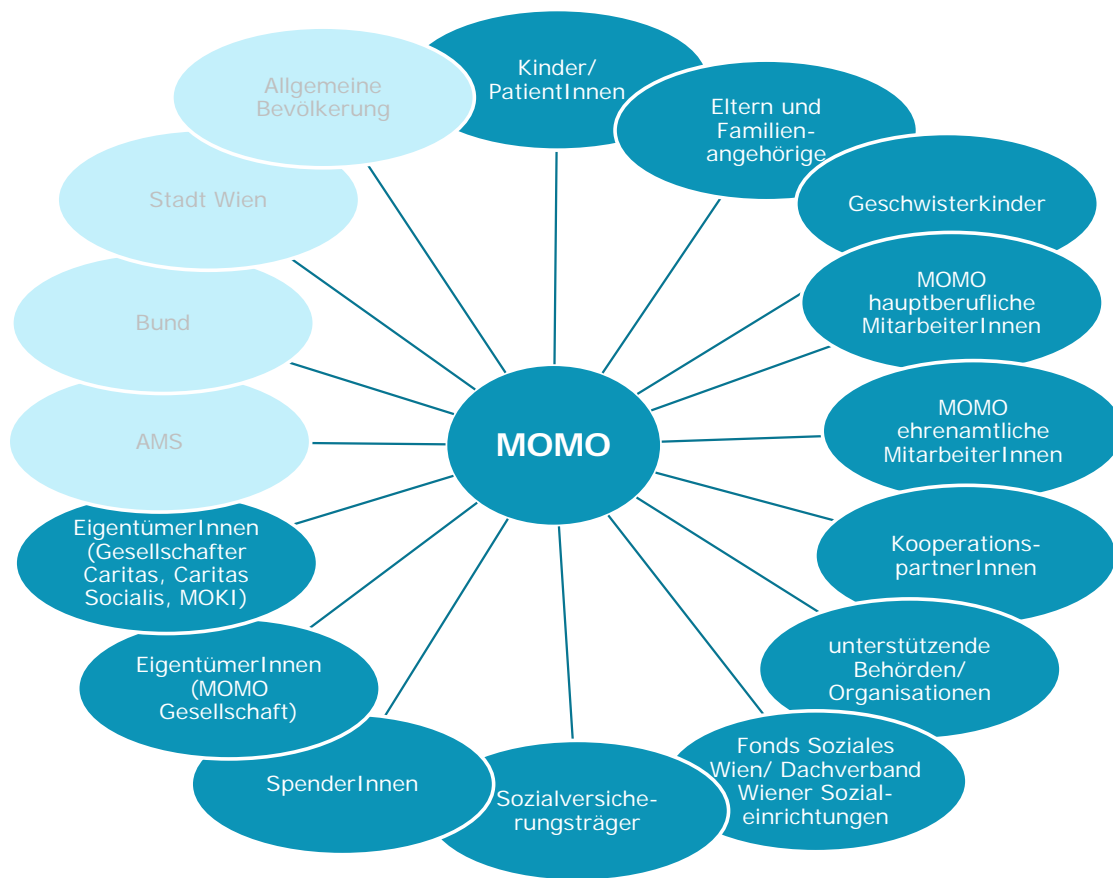 Kinder/
PatientInnen
Eltern und
Familien-
angehörige
Geschwisterkinder
MOMO
hauptberufliche
MitarbeiterInnen
MOMO
ehrenamtliche
MitarbeiterInnen
Kooperations-
partnerInnen
unterstützende
Behörden/
Organisationen
Fonds Soziales
Wien/ Dachverband
Wiener Sozial-
einrichtungen
Sozialversiche-
rungsträger
SpenderInnen
EigentümerInnen
(MOMO
Gesellschaft)
EigentümerInnen
(Gesellschafter
Caritas, Caritas
Socialis, MOKI)
AMS
Bund
Stadt Wien
Allgemeine
Bevölkerung
MOMO